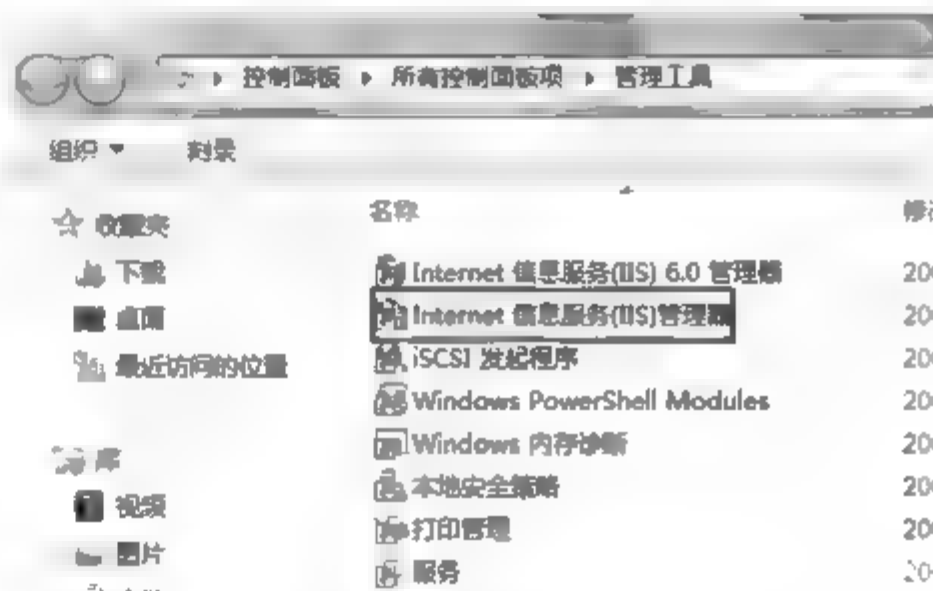 控制面板 ▸ 所有控制面板项 ▸ 管理工具
组织 刻录
收藏夹
下载
桌面
最近访问的位置
库
视频
图片
名称
Internet 信息服务(IIS) 6.0 管理器
Internet 信息服务(IIS)管理器
iSCSI 发起程序
Windows PowerShell Modules
Windows 内存诊断
本地安全策略
打印管理
服务